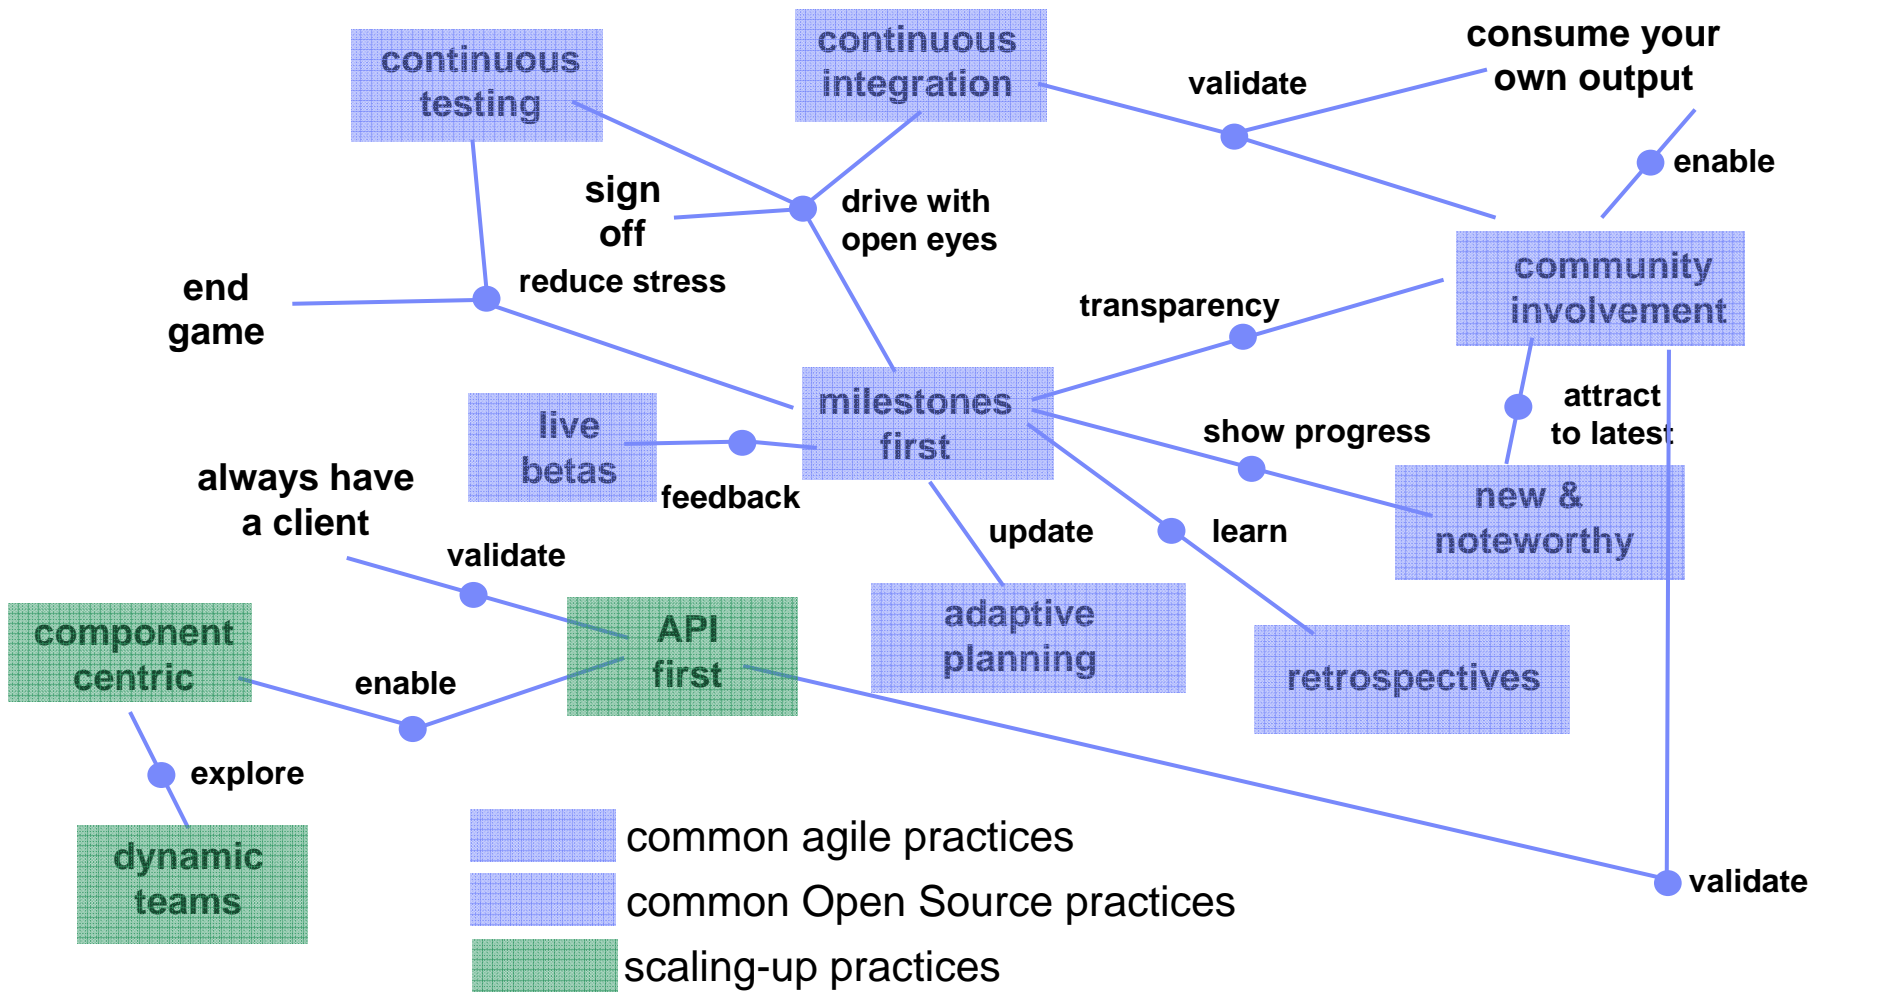 continuous
testing
continuous
integration
validate
consume your
own output
enable
sign
off
drive with
open eyes
reduce stress
end
game
transparency
community
involvement
milestones
first
live
betas
feedback
show progress
attract
to latest
always have
a client
validate
update
learn
new &
noteworthy
component
centric
enable
API
first
adaptive
planning
retrospectives
explore
dynamic
teams
common agile practices
common Open Source practices
scaling-up practices
validate